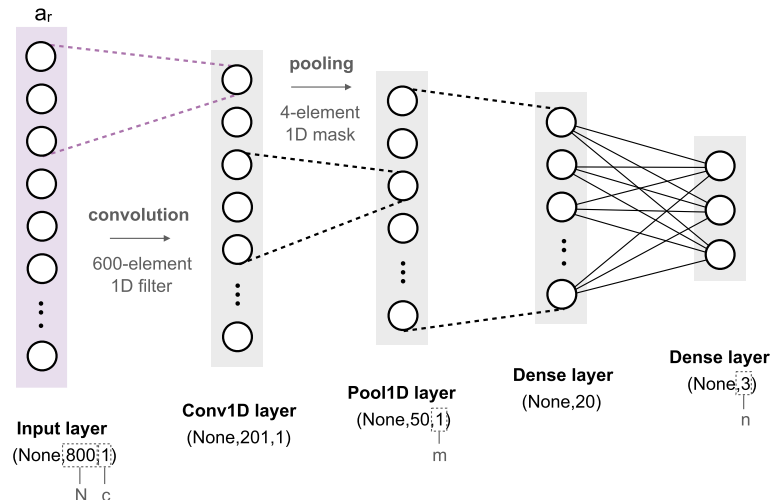 aᵣ
pooling
4-element
1D mask
convolution
600-element
1D filter
Input layer
(None,800,1)
N c
Conv1D layer
(None,201,1)
Pool1D layer
(None,50,1)
m
Dense layer
(None,20)
Dense layer
(None,3)
n